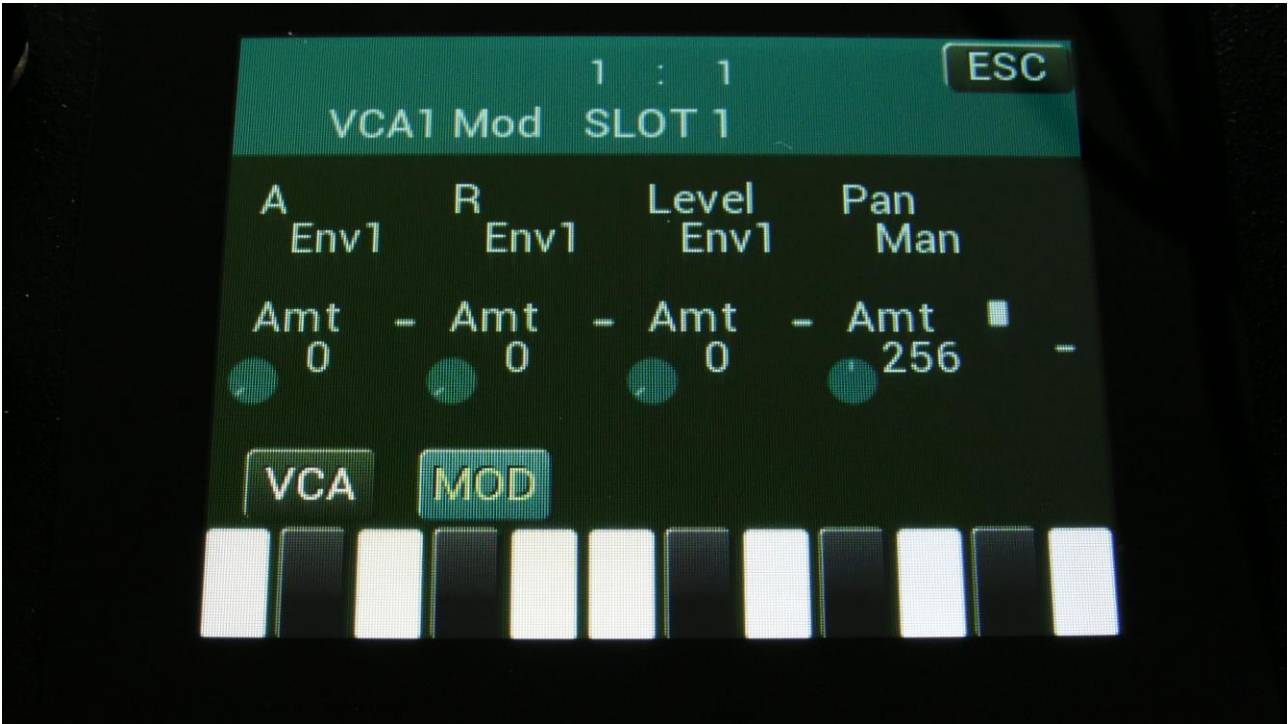 1 : 1 ESC
VCA1 Mod SLOT 1
A R Level Pan
Env1 Env1 Env1 Man
Amt - Amt - Amt - Amt
0 0 0 256 -
VCA MOD